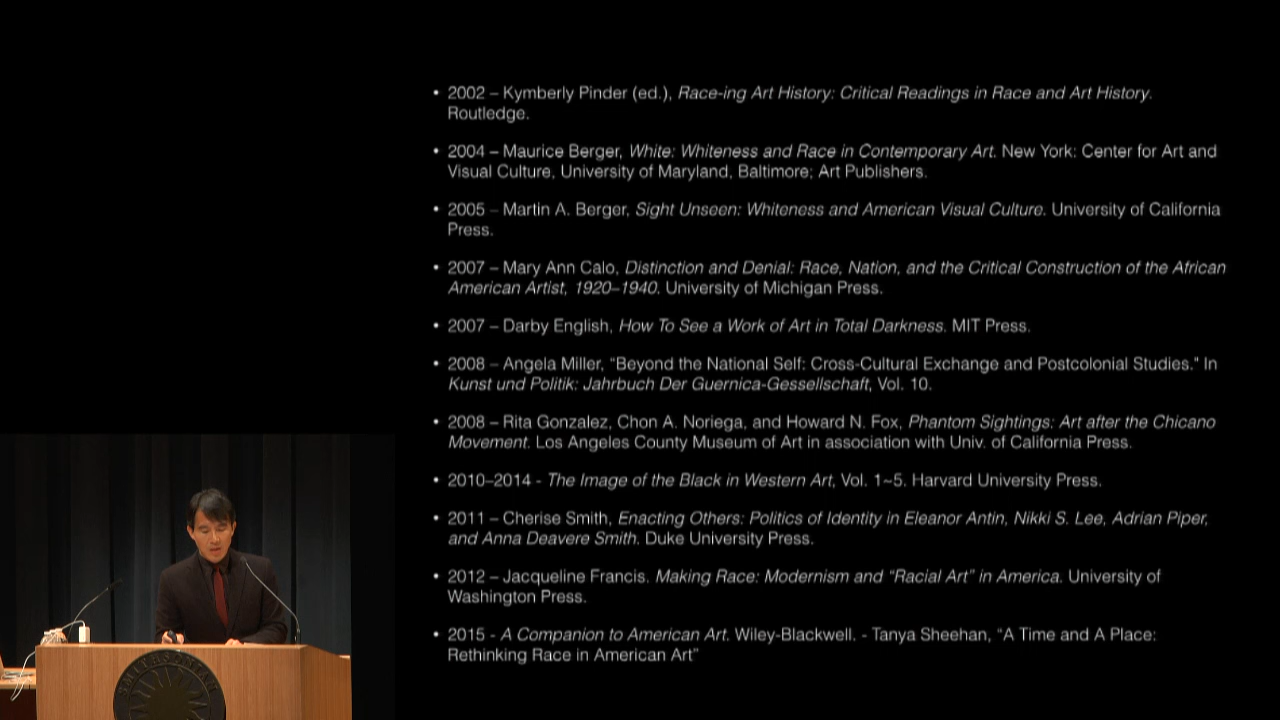 • 2002 – Kymberly Pinder (ed.), Race-ing Art History: Critical Readings in Race and Art History.
Routledge.
• 2004 – Maurice Berger, White: Whiteness and Race in Contemporary Art. New York: Center for Art and
Visual Culture, University of Maryland, Baltimore; Art Publishers.
• 2005 – Martin A. Berger, Sight Unseen: Whiteness and American Visual Culture. University of California
Press.
• 2007 – Mary Ann Calo, Distinction and Denial: Race, Nation, and the Critical Construction of the African
American Artist, 1920–1940. University of Michigan Press.
• 2007 – Darby English, How To See a Work of Art in Total Darkness. MIT Press.
• 2008 – Angela Miller, “Beyond the National Self: Cross-Cultural Exchange and Postcolonial Studies." In
Kunst und Politik: Jahrbuch Der Guernica-Gessellschaft, Vol. 10.
• 2008 – Rita Gonzalez, Chon A. Noriega, and Howard N. Fox, Phantom Sightings: Art after the Chicano
Movement. Los Angeles County Museum of Art in association with Univ. of California Press.
• 2010–2014 - The Image of the Black in Western Art, Vol. 1~5. Harvard University Press.
• 2011 – Cherise Smith, Enacting Others: Politics of Identity in Eleanor Antin, Nikki S. Lee, Adrian Piper,
and Anna Deavere Smith. Duke University Press.
• 2012 – Jacqueline Francis. Making Race: Modernism and “Racial Art” in America. University of
Washington Press.
• 2015 - A Companion to American Art. Wiley-Blackwell. - Tanya Sheehan, “A Time and A Place:
Rethinking Race in American Art”